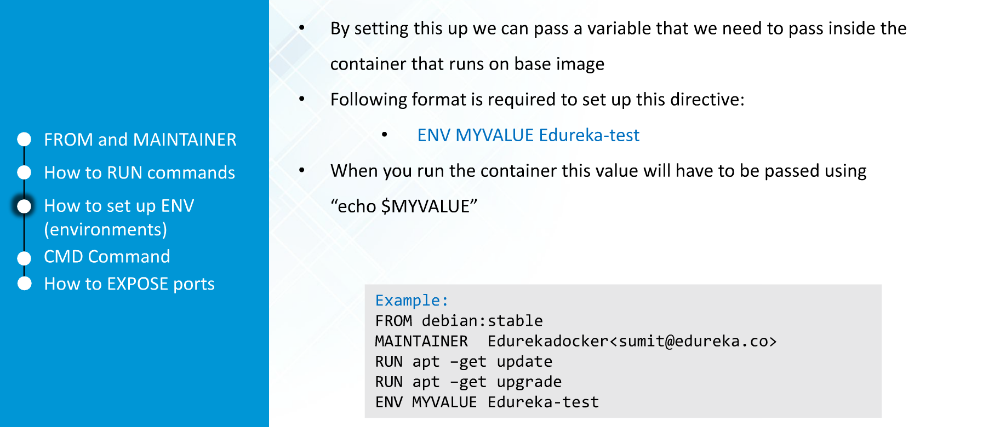 FROM and MAINTAINER
How to RUN commands
How to set up ENV
(environments)
CMD Command
How to EXPOSE ports
• By setting this up we can pass a variable that we need to pass inside the
container that runs on base image
• Following format is required to set up this directive:
• ENV MYVALUE Edureka-test
• When you run the container this value will have to be passed using
“echo $MYVALUE”
Example:
FROM debian:stable
MAINTAINER  Edurekadocker<sumit@edureka.co>
RUN apt –get update
RUN apt –get upgrade
ENV MYVALUE Edureka-test